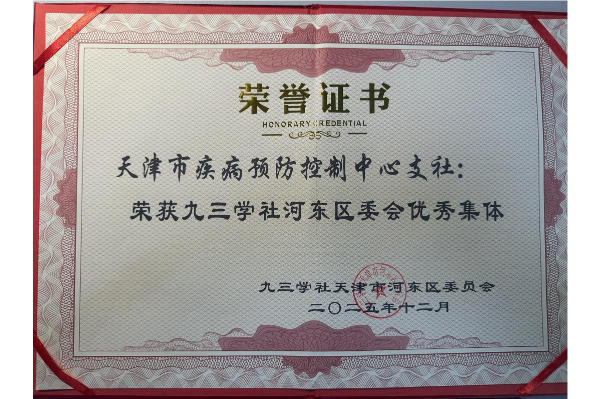 荣誉证书
HONORARY CREDENTIAL
天津市疾病预防控制中心支社：
荣获九三学社河东区委会优秀集体
九三学社天津市河东区委员会
二〇二五年十二月